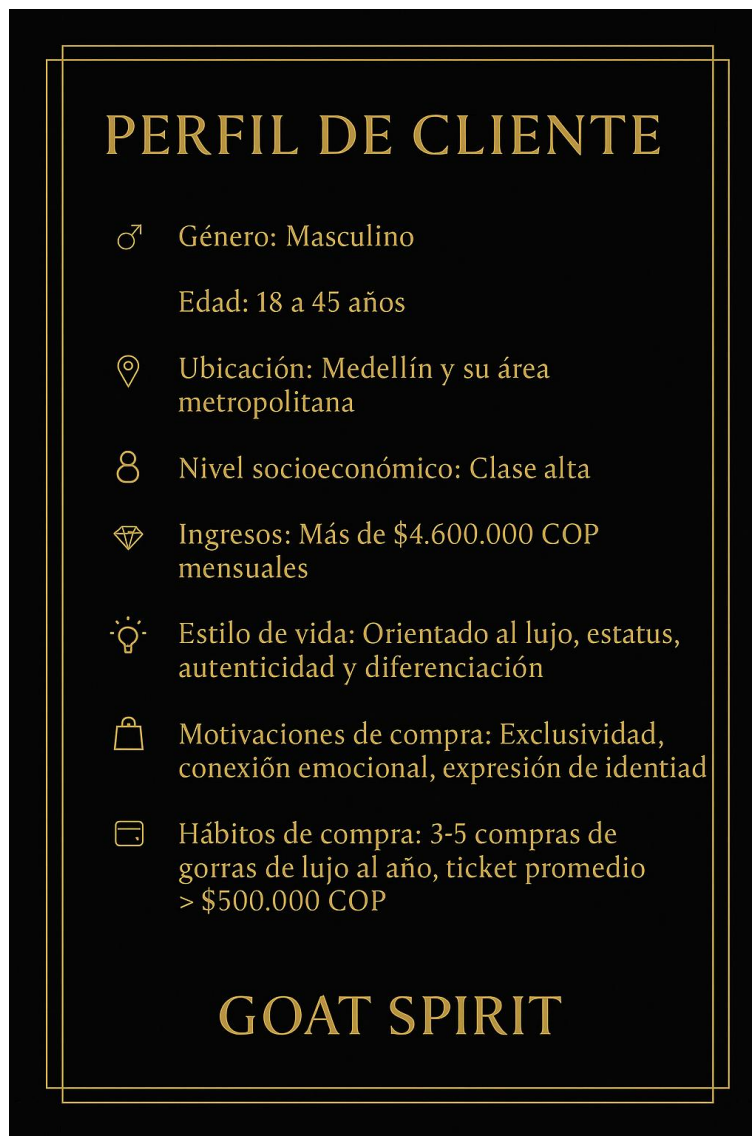 PERFIL DE CLIENTE
Género: Masculino
Edad: 18 a 45 años
Ubicación: Medellín y su área
metropolitana
Nivel socioeconómico: Clase alta
Ingresos: Más de $4.600.000 COP
mensuales
Estilo de vida: Orientado al lujo, estatus,
autenticidad y diferenciación
Motivaciones de compra: Exclusividad,
conexión emocional, expresión de identiad
Hábitos de compra: 3-5 compras de
gorras de lujo al año, ticket promedio
> $500.000 COP
GOAT SPIRIT